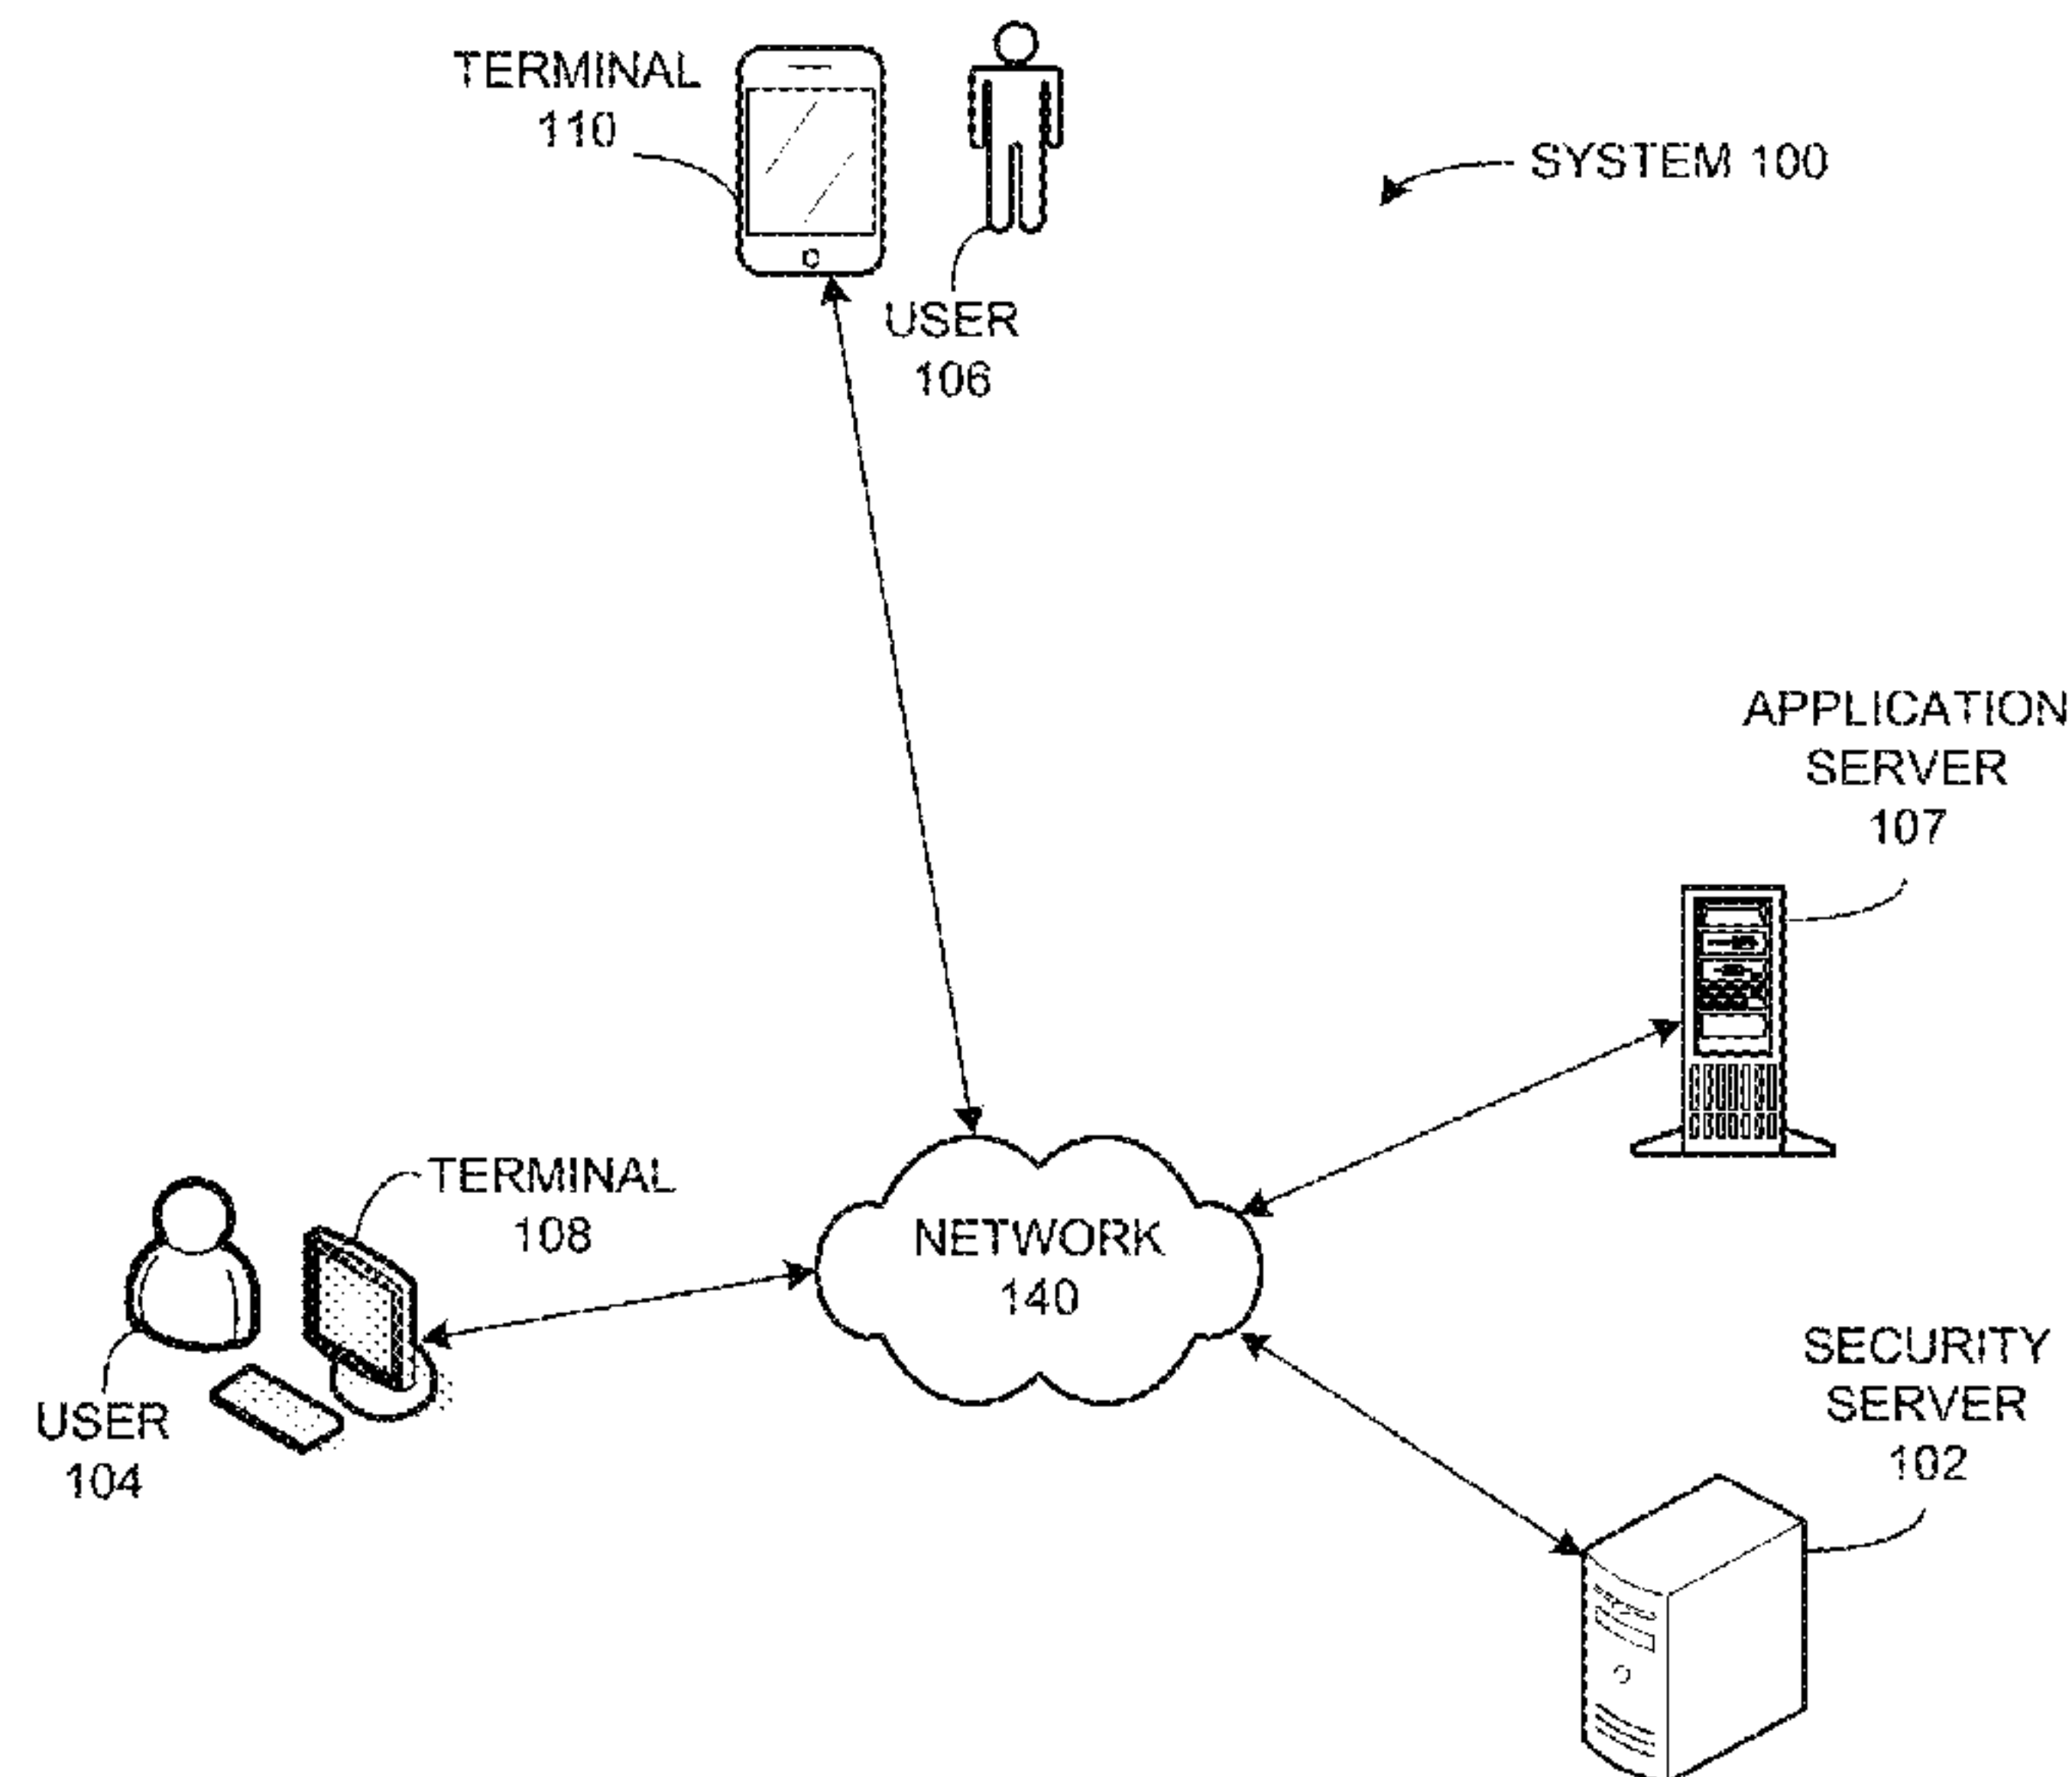 TERMINAL
110
USER
106
SYSTEM 100
APPLICATION
SERVER
107
TERMINAL
108
NETWORK
140
USER
104
SECURITY
SERVER
102